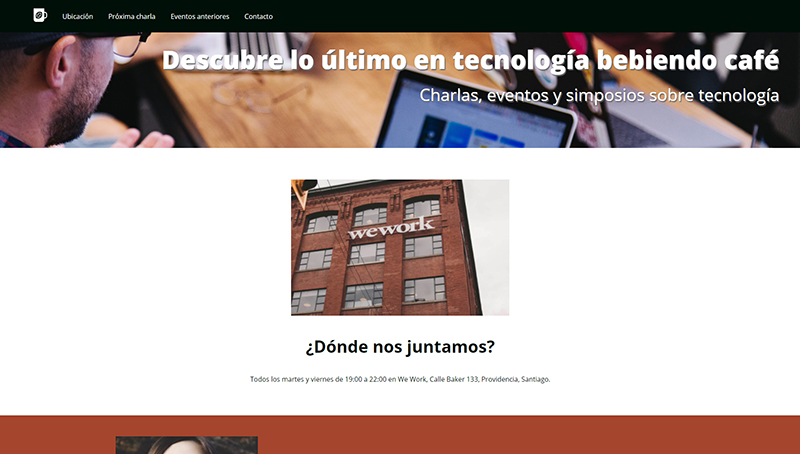 Ubicación Próxima charla Eventos anteriores Contacto
Descubre lo último en tecnología bebiendo café
Charlas, eventos y simposios sobre tecnología
wework
¿Dónde nos juntamos?
Todos los martes y viernes de 19:00 a 22:00 en We Work, Calle Baker 133, Providencia, Santiago.